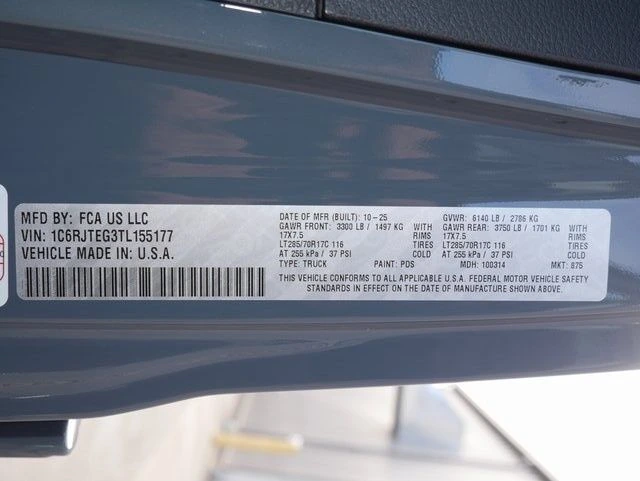 MFD BY: FCA US LLC
VIN: 1C6RJTEG3TL155177
VEHICLE MADE IN: U.S.A.
DATE OF MFR (BUILT): 10-25 GVWR: 6140 LB / 2786 KG
GAWR FRONT: 3300 LB / 1497 KG WITH GAWR REAR: 3750 LB / 1701 KG WITH
17X7.5 RIMS 17X7.5 RIMS
LT285/70R17C 116 TIRES LT285/70R17C 116 TIRES
AT 255 kPa / 37 PSI COLD AT 255 kPa / 37 PSI COLD
TYPE: TRUCK PAINT: PDS MDH: 100314 MKT: 875
THIS VEHICLE CONFORMS TO ALL APPLICABLE U.S.A. FEDERAL MOTOR VEHICLE SAFETY
STANDARDS IN EFFECT ON THE DATE OF MANUFACTURE SHOWN ABOVE.